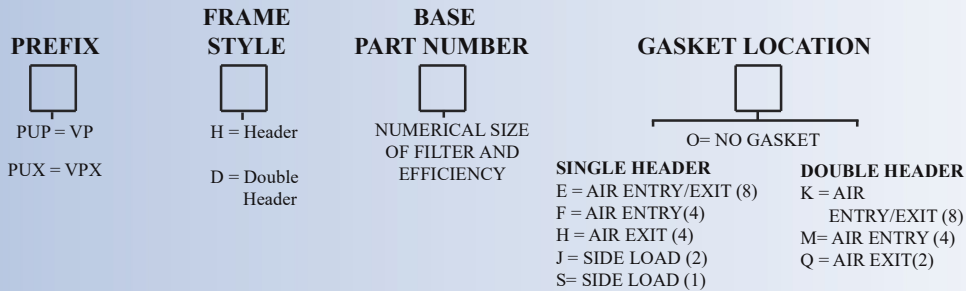 PREFIX
PUP = VP
PUX = VPX
FRAME
STYLE
H = Header
D = Double
Header
BASE
PART NUMBER
NUMERICAL SIZE
OF FILTER AND
EFFICIENCY
GASKET LOCATION
O= NO GASKET
SINGLE HEADER
E = AIR ENTRY/EXIT (8)
F = AIR ENTRY(4)
H = AIR EXIT (4)
J = SIDE LOAD (2)
S= SIDE LOAD (1)
DOUBLE HEADER
K = AIR
ENTRY/EXIT (8)
M= AIR ENTRY (4)
Q = AIR EXIT(2)